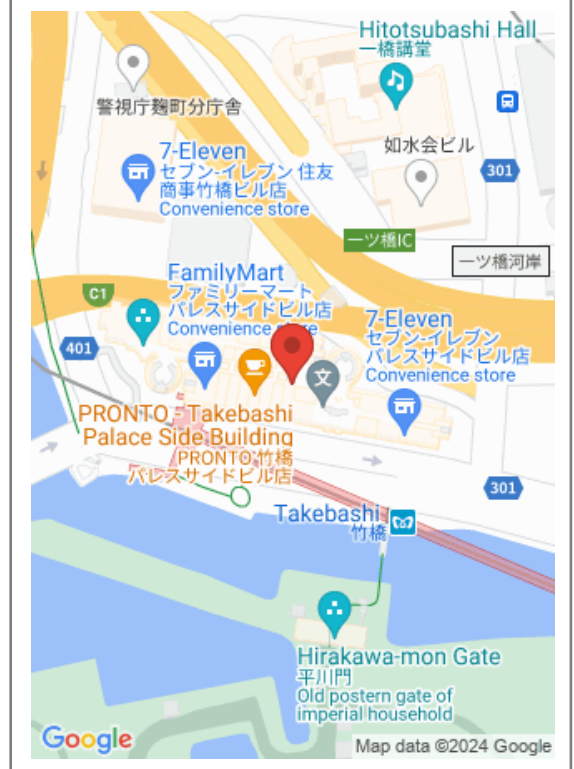 Hitotsubashi Hall
一橋講堂
警視庁麹町分庁舎
如水会ビル
7-Eleven
セブン-イレブン 住友
商事竹橋ビル店
Convenience store
301
一ツ橋IC
一ツ橋河岸
FamilyMart
ファミリーマート
パレスサイドビル店
Convenience store
C1
7-Eleven
セブン-イレブン
パレスサイドビル店
Convenience store
401
文
PRONTO - Takebashi
Palace Side Building
PRONTO 竹橋
パレスサイドビル店
301
Takebashi
竹橋
Hirakawa-mon Gate
平川門
Old postern gate of
imperial household
Google
Map data ©2024 Google